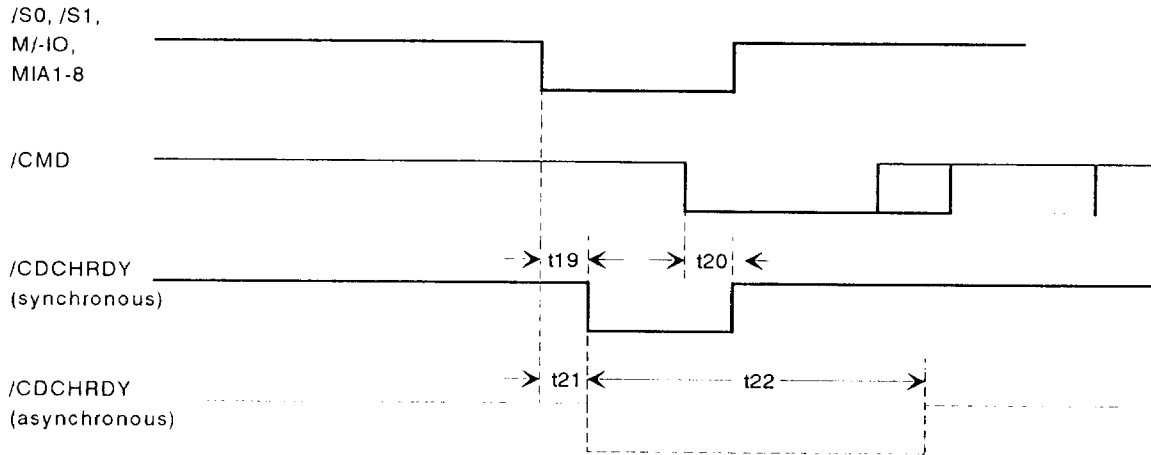 /S0, /S1,
M/-IO,
MIA1-8
/CMD
t19
t20
/CDCHRDY
(synchronous)
t21
t22
/CDCHRDY
(asynchronous)